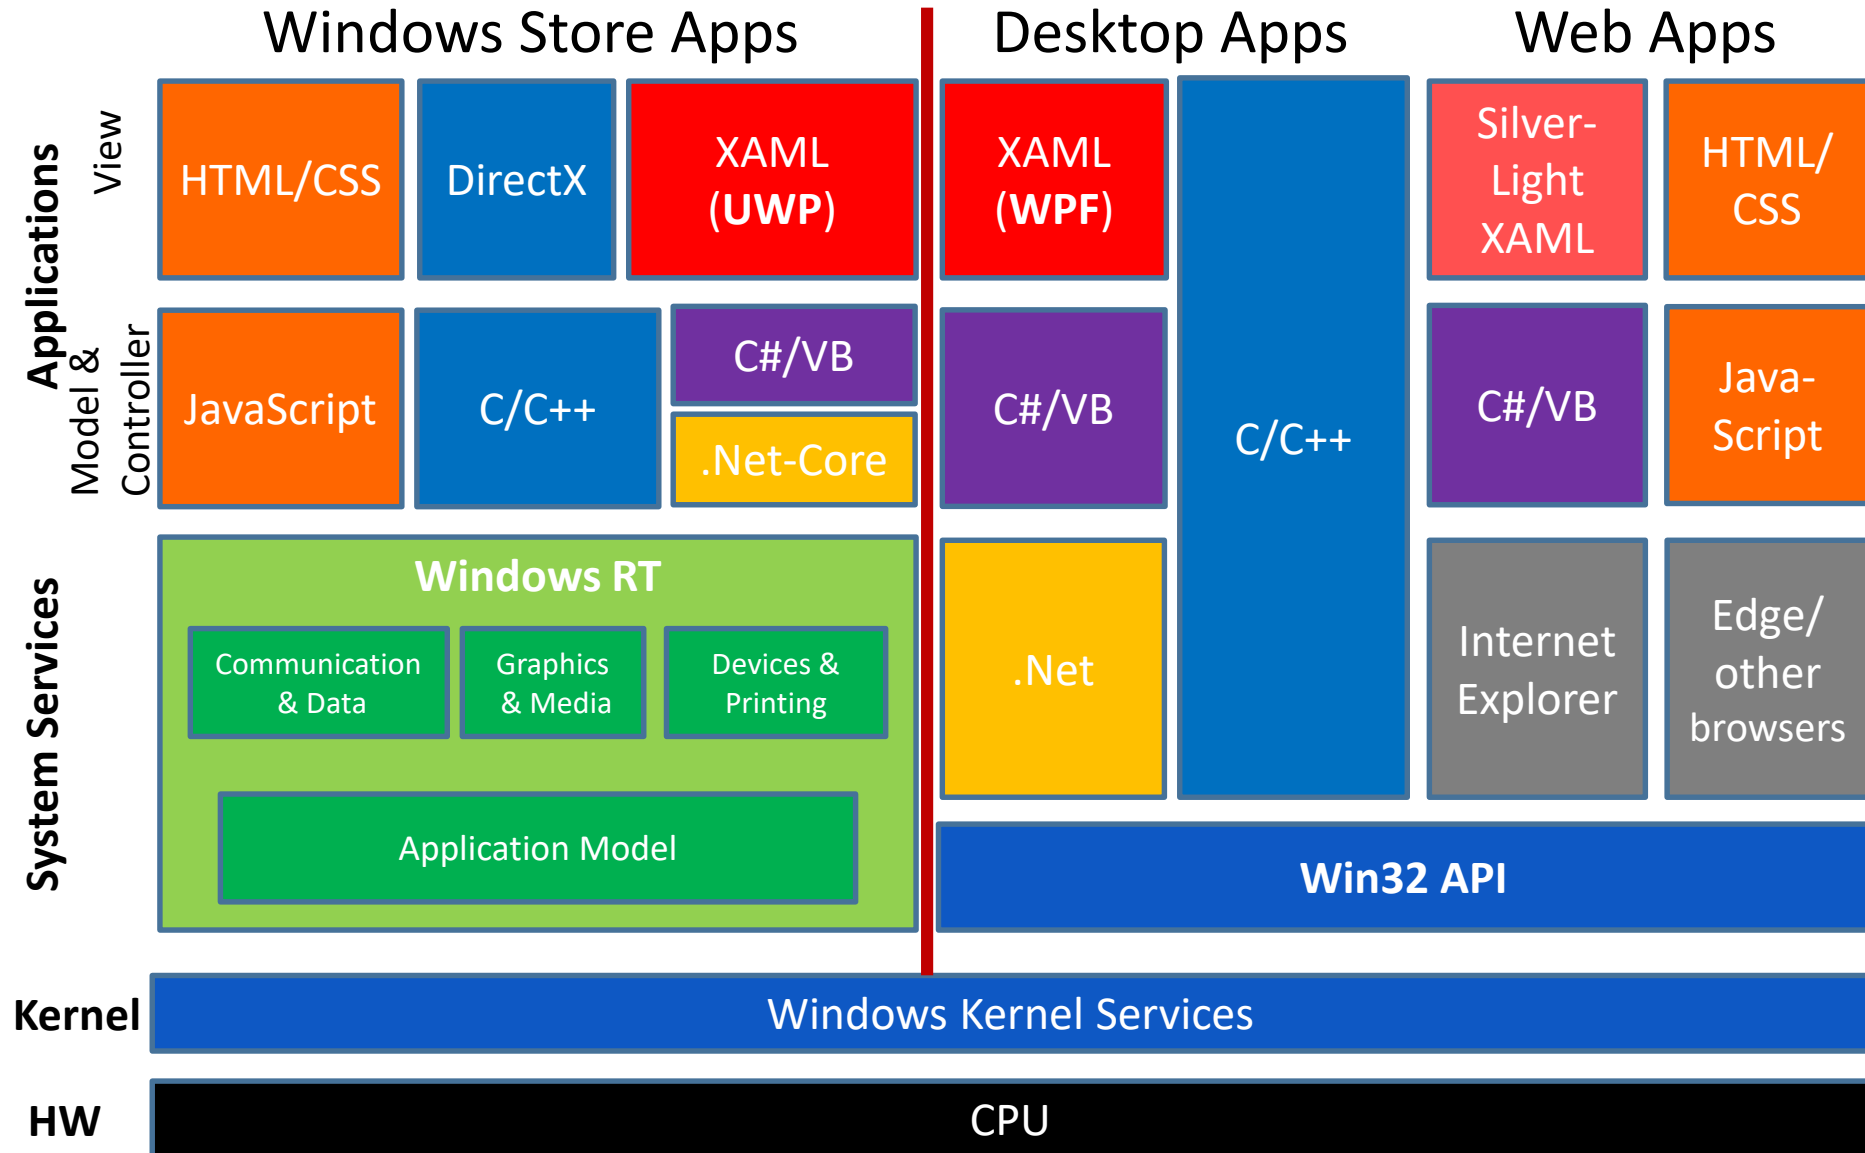 Windows Store Apps
Desktop Apps
Web Apps
Applications
View
HTML/CSS
DirectX
XAML
(UWP)
XAML
(WPF)
C/C++
Silver-
Light
XAML
HTML/
CSS
Model &
Controller
JavaScript
C/C++
C#/VB
.Net-Core
C#/VB
C#/VB
Java-
Script
System Services
Windows RT
Communication
& Data
Graphics
& Media
Devices &
Printing
Application Model
.Net
Internet
Explorer
Edge/
other
browsers
Win32 API
Kernel
Windows Kernel Services
HW
CPU